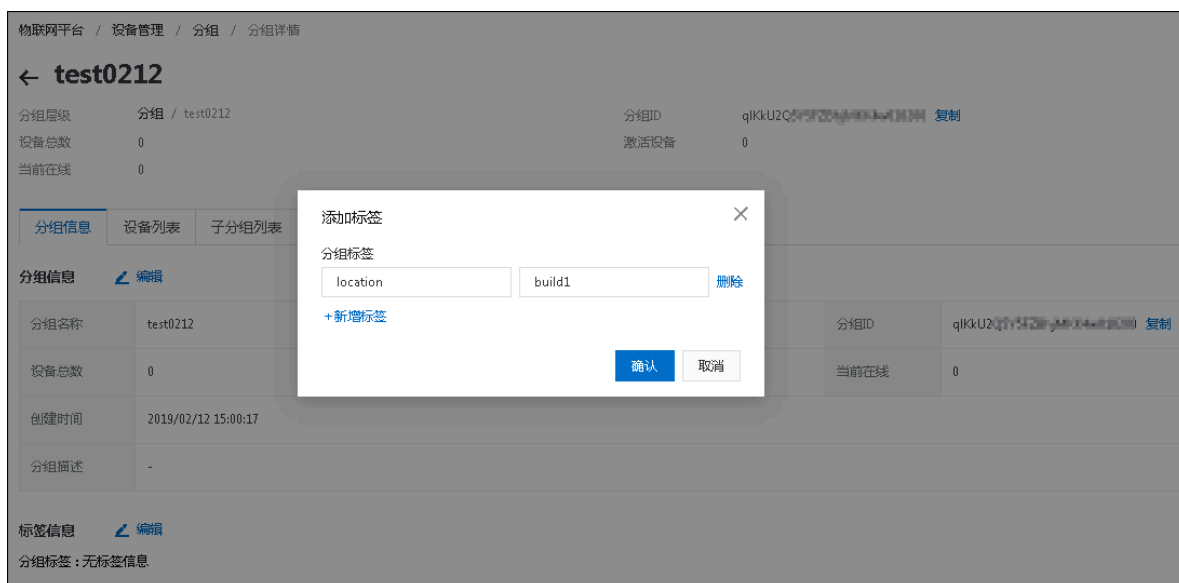 物联网平台 / 设备管理 / 分组 / 分组详情
← test0212
分组层级 分组 / test0212 分组ID qIKkU2Q 复制
设备总数 0 激活设备 0
当前在线 0
分组信息 设备列表 子分组列表
添加标签
分组标签
location build1 删除
+新增标签
确认 取消
分组信息 编辑
分组名称 test0212 分组ID qIKkU2 复制
设备总数 0 当前在线 0
创建时间 2019/02/12 15:00:17
分组描述 -
标签信息 编辑
分组标签 : 无标签信息